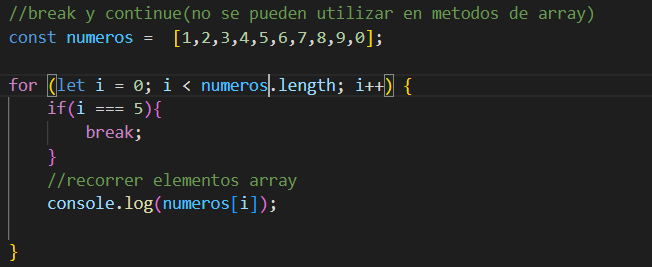 //break y continue(no se pueden utilizar en metodos de array)
const numeros =  [1,2,3,4,5,6,7,8,9,0];
for (let i = 0; i < numeros.length; i++) {
    if(i === 5){
        break;
    }
    //recorrer elementos array
    console.log(numeros[i]);
}